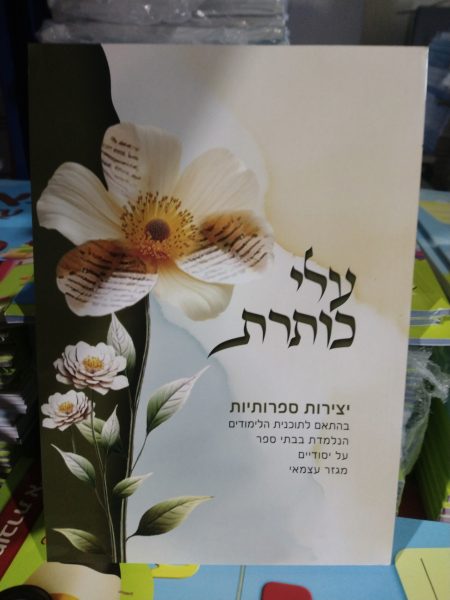 עלי
כותרת
יצירות ספרותיות
בהתאם לתוכנית הלימודים
הנלמדת בבתי ספר
על יסודיים
מגזר עצמאי